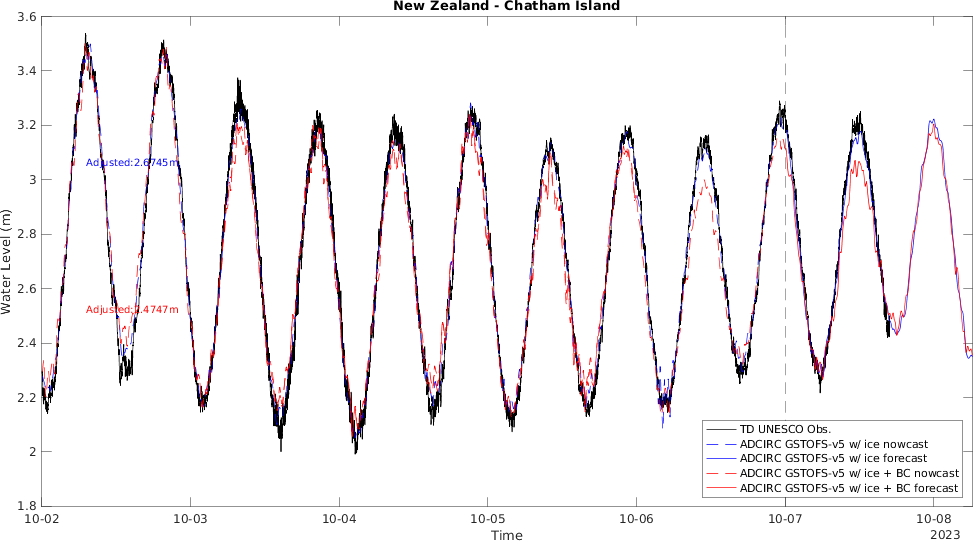 New Zealand - Chatham Island
3.6
3.4
3.2
3
2.8
2.6
2.4
2.2
2
1.8
Water Level (m)
Adjusted:2.6745m
Adjusted:2.4747m
TD UNESCO Obs.
ADCIRC GSTOFS-v5 w/ ice nowcast
ADCIRC GSTOFS-v5 w/ ice forecast
ADCIRC GSTOFS-v5 w/ ice + BC nowcast
ADCIRC GSTOFS-v5 w/ ice + BC forecast
10-02 10-03 10-04 10-05 10-06 10-07 10-08
Time
2023